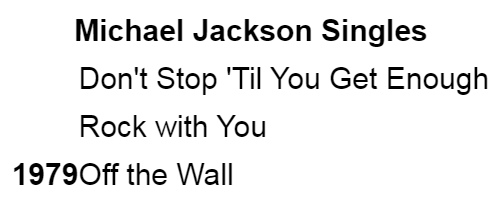 Michael Jackson Singles
Don't Stop 'Til You Get Enough
Rock with You
1979Off the Wall